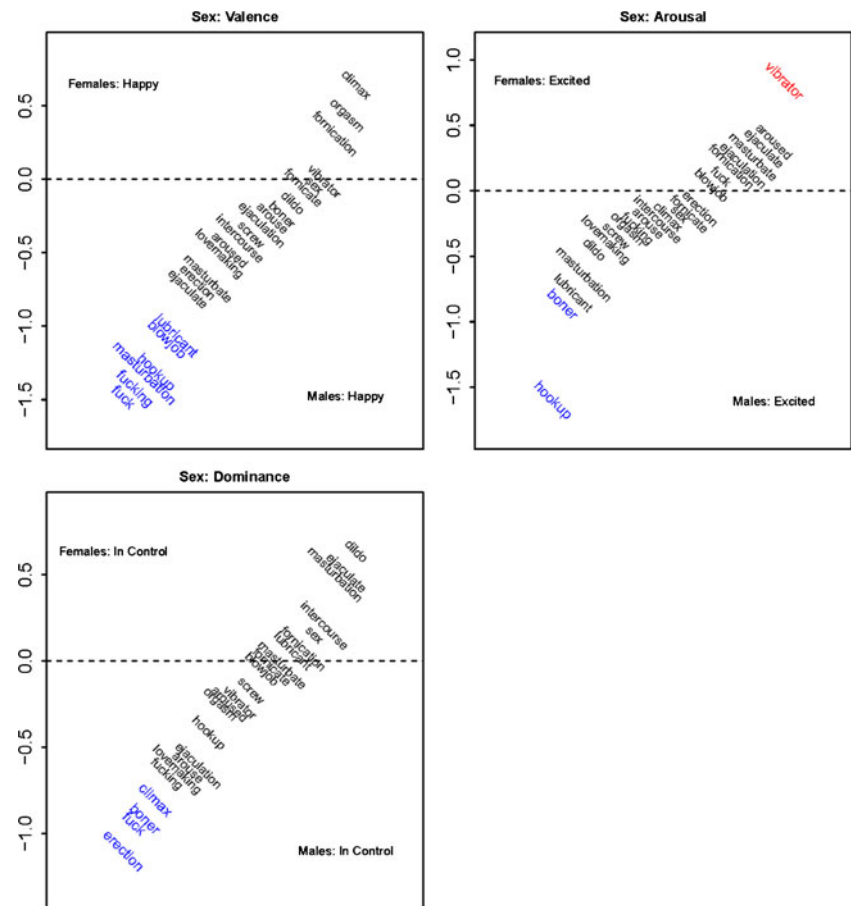 Sex: Valence
Females: Happy
climax
orgasm
fornication
vibrator
sex
fornicate
dildo
boner
arouse
ejaculation
screw
intercourse
aroused
lovemaking
masturbate
erection
ejaculate
lubricant
blowjob
hookup
masturbation
fucking
fuck
Males: Happy
0.5
0.0
−0.5
−1.0
−1.5
Sex: Arousal
Females: Excited
vibrator
aroused
ejaculate
masturbate
ejaculation
fornication
fuck
blowjob
erection
fornicate
sex
climax
intercourse
arouse
fucking
orgasm
screw
lovemaking
dildo
masturbation
lubricant
boner
hookup
Males: Excited
1.0
0.5
0.0
−0.5
−1.0
−1.5
Sex: Dominance
Females: In Control
dildo
ejaculate
masturbation
intercourse
sex
fornication
lubricant
masturbate
fornicate
blowjob
screw
vibrator
aroused
orgasm
hookup
ejaculation
arouse
lovemaking
fucking
climax
boner
fuck
erection
Males: In Control
0.5
0.0
−0.5
−1.0